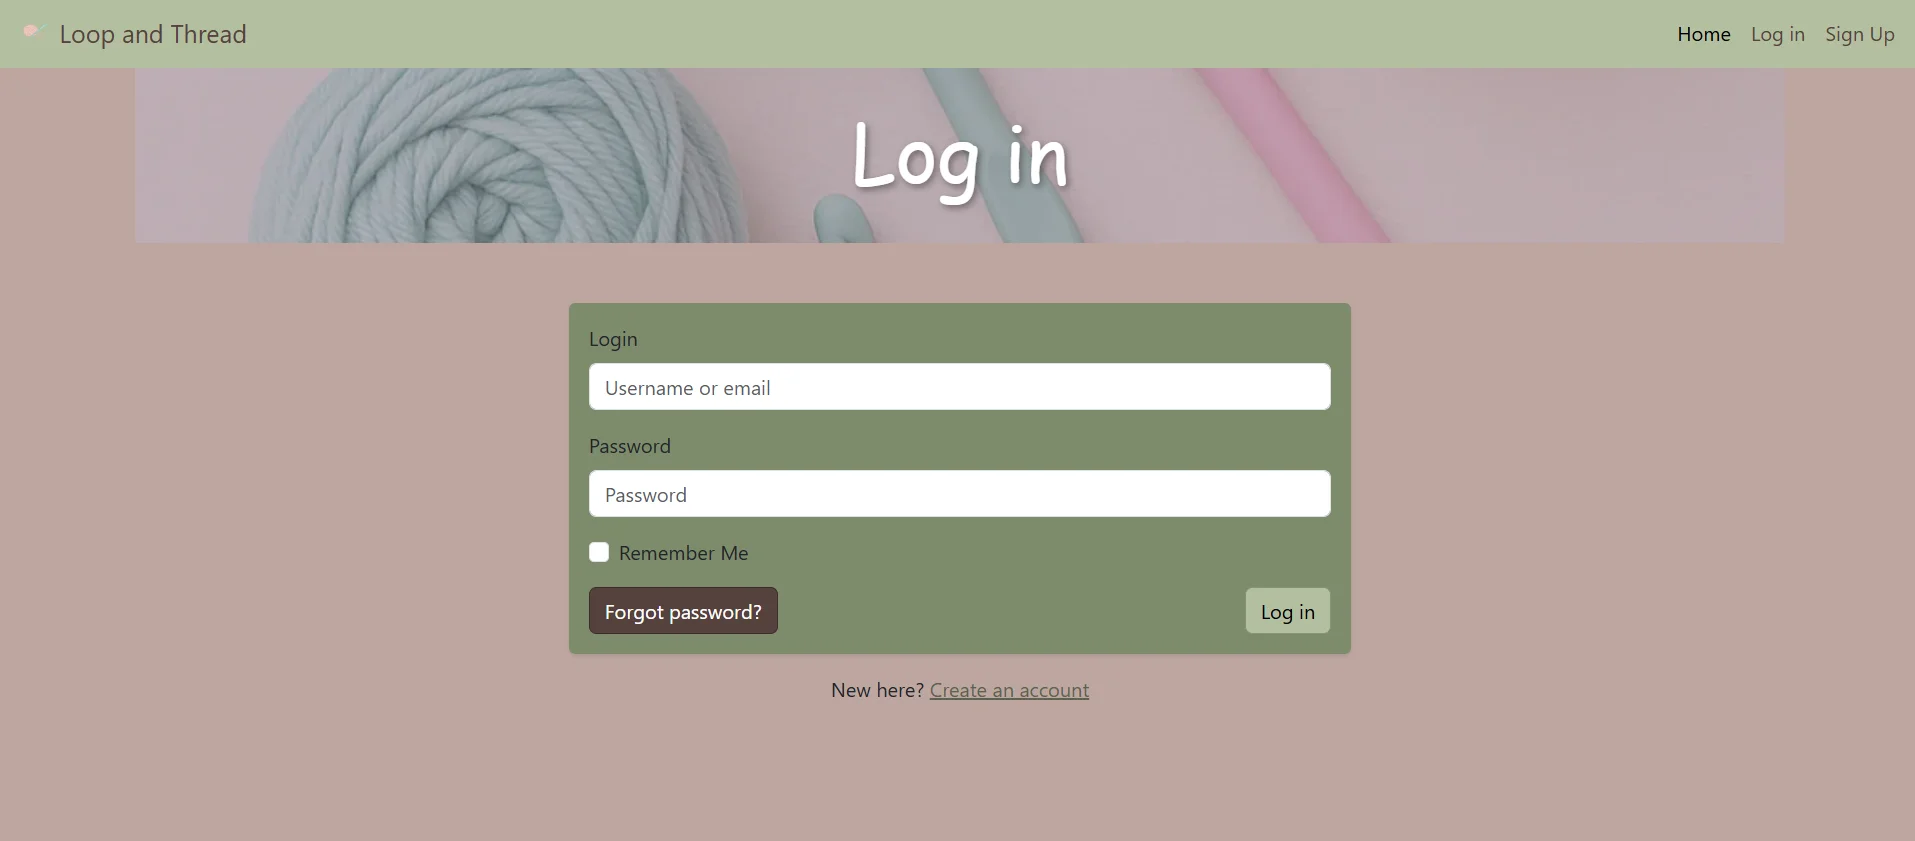 Loop and Thread
Home Log in Sign Up
Log in
Login
Username or email
Password
Password
Remember Me
Forgot password?
Log in
New here? Create an account